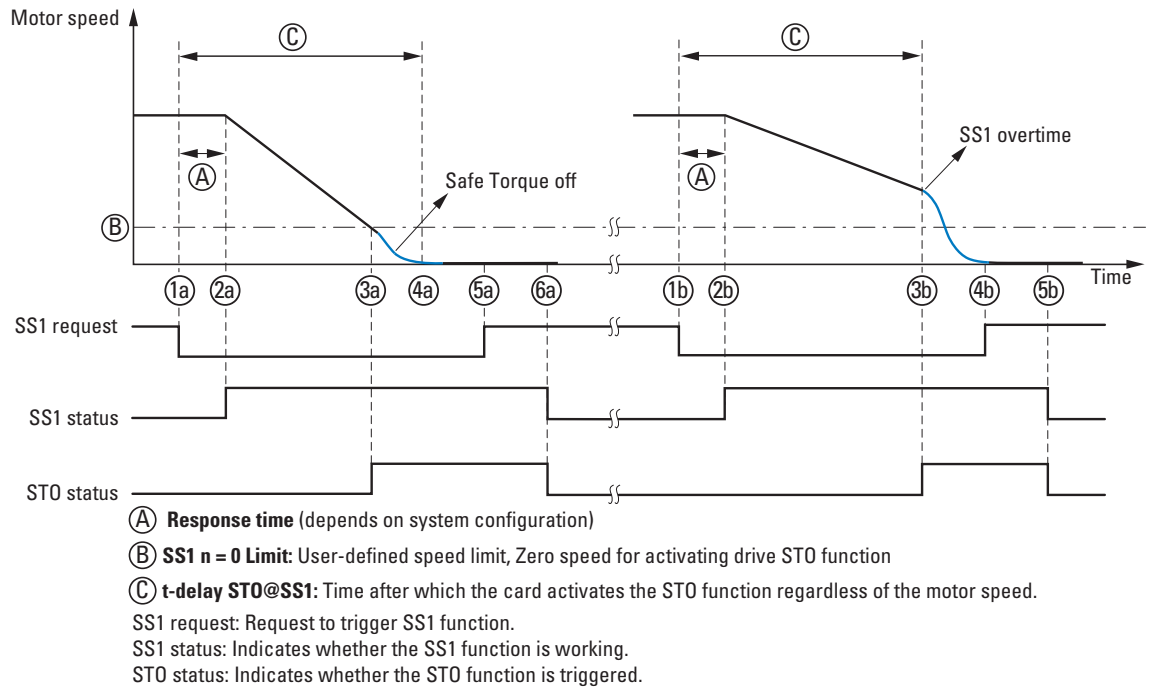 Motor speed
Ⓒ
Ⓒ
SS1 overtime
Ⓐ
Ⓐ
Safe Torque off
Ⓑ
Time
1a 2a 3a 4a 5a 6a 1b 2b 3b 4b 5b
SS1 request
SS1 status
STO status
Ⓐ Response time (depends on system configuration)
Ⓑ SS1 n = 0 Limit: User-defined speed limit, Zero speed for activating drive STO function
Ⓒ t-delay STO@SS1: Time after which the card activates the STO function regardless of the motor speed.
SS1 request: Request to trigger SS1 function.
SS1 status: Indicates whether the SS1 function is working.
STO status: Indicates whether the STO function is triggered.